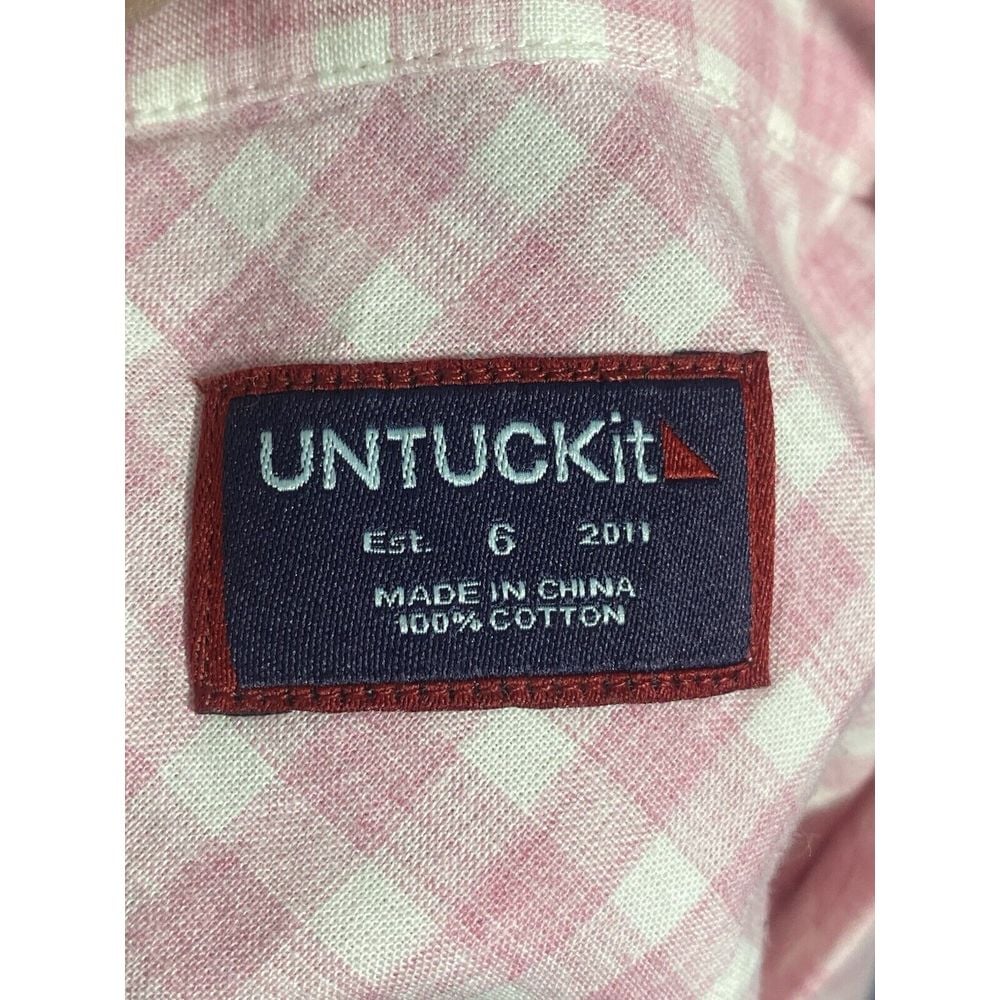 UNTUCKit
Est. 6 2011
MADE IN CHINA
100% COTTON